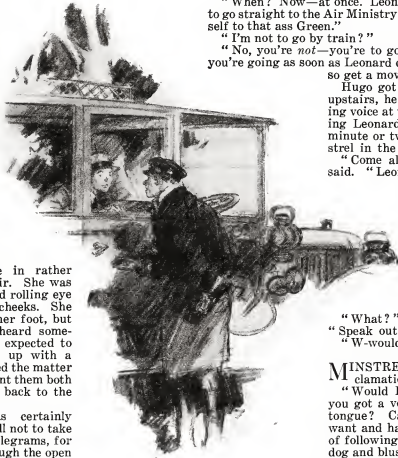 "When? Now—at once. Leon
to go straight to the Air Ministry
self to that ass Green."
"I'm not to go by train?"
"No, you're not—you're to go
you're going as soon as Leonard
so get a mov
Hugo got
upstairs, he
ing voice at
ing Leonard
minute or tw
strel in the
"Come al
said. "Leo
e in rather
ir. She was
d rolling eye
cheeks. She
her foot, but
heard some-
expected to
up with a
ed the matter
nt them both
back to the
s certainly
ll not to take
legrams, for
ugh the open
"What?"
"Speak out
"W-would
MINSTRE
clamati
"Would I
you got a v
tongue? Ca
want and ha
of following
dog and blus